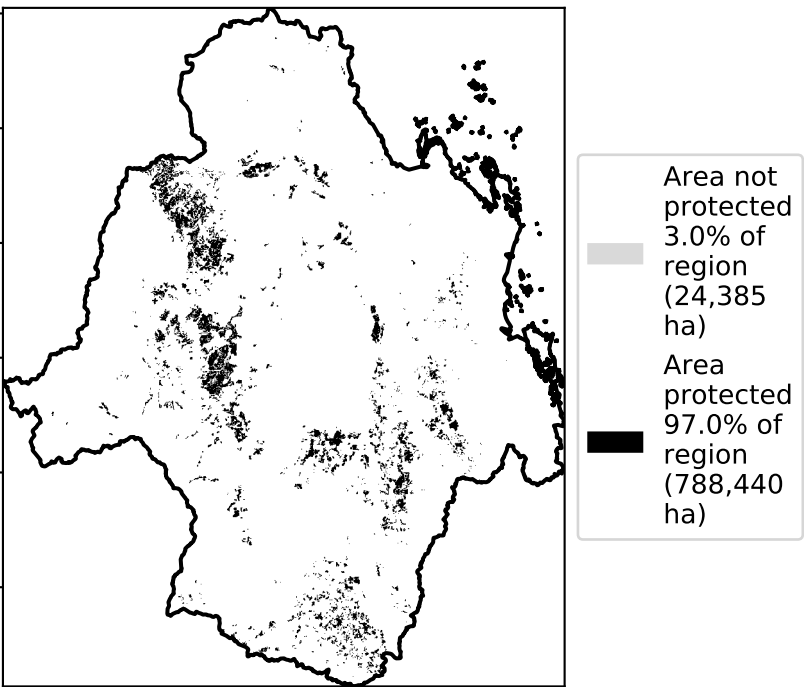 Area not
protected
3.0% of
region
(24,385
ha)
Area
protected
97.0% of
region
(788,440
ha)